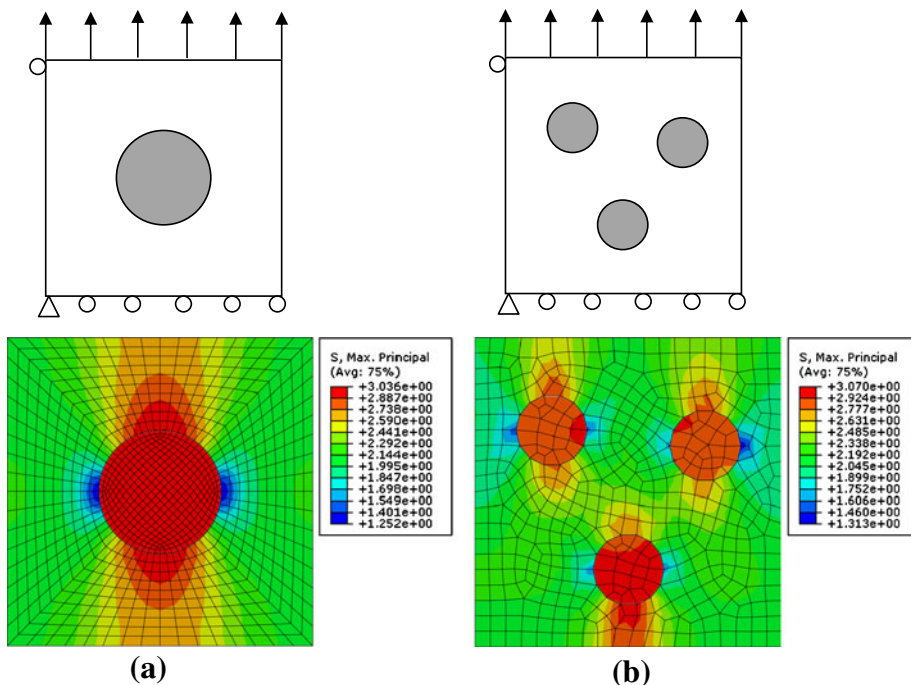 S, Max. Principal
(Avg: 75%)
+3.036e+00
+2.887e+00
+2.738e+00
+2.590e+00
+2.441e+00
+2.292e+00
+2.144e+00
+1.995e+00
+1.847e+00
+1.698e+00
+1.549e+00
+1.401e+00
+1.252e+00
S, Max. Principal
(Avg: 75%)
+3.070e+00
+2.924e+00
+2.777e+00
+2.631e+00
+2.485e+00
+2.338e+00
+2.192e+00
+2.045e+00
+1.899e+00
+1.752e+00
+1.606e+00
+1.460e+00
+1.313e+00
(a)
(b)